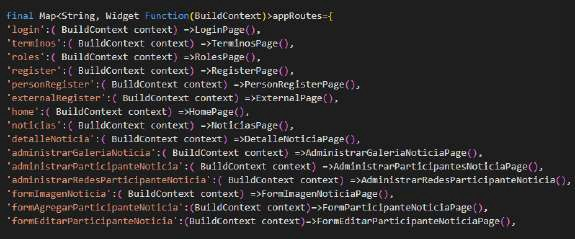 final Map<String, Widget Function(BuildContext)>appRoutes={
'login':( BuildContext context) =>LoginPage(),
'terminos':( BuildContext context) =>TerminosPage(),
'roles':( BuildContext context) =>RolesPage(),
'register':( BuildContext context) =>RegisterPage(),
'personRegister':( BuildContext context) =>PersonRegisterPage(),
'externalRegister':( BuildContext context) =>ExternalPage(),
'home':( BuildContext context) =>HomePage(),
'noticias':( BuildContext context) =>NoticiasPage(),
'detalleNoticia':( BuildContext context) =>DetalleNoticiaPage(),
'administrarGaleriaNoticia':( BuildContext context) =>AdministrarGaleriaNoticiaPage(),
'administrarParticipanteNoticia':( BuildContext context) =>AdministrarParticipantesNoticiaPage(),
'administrarRedesParticipanteNoticia':( BuildContext context) =>AdministrarRedesParticipanteNoticia(),
'formImagenNoticia':( BuildContext context) =>FormImagenNoticiaPage(),
'formAgregarParticipanteNoticia':(BuildContext context)=>FormParticipanteNoticiaPage(),
'formEditarParticipanteNoticia':(BuildContext context)=>FormEditarParticipanteNoticiaPage(),